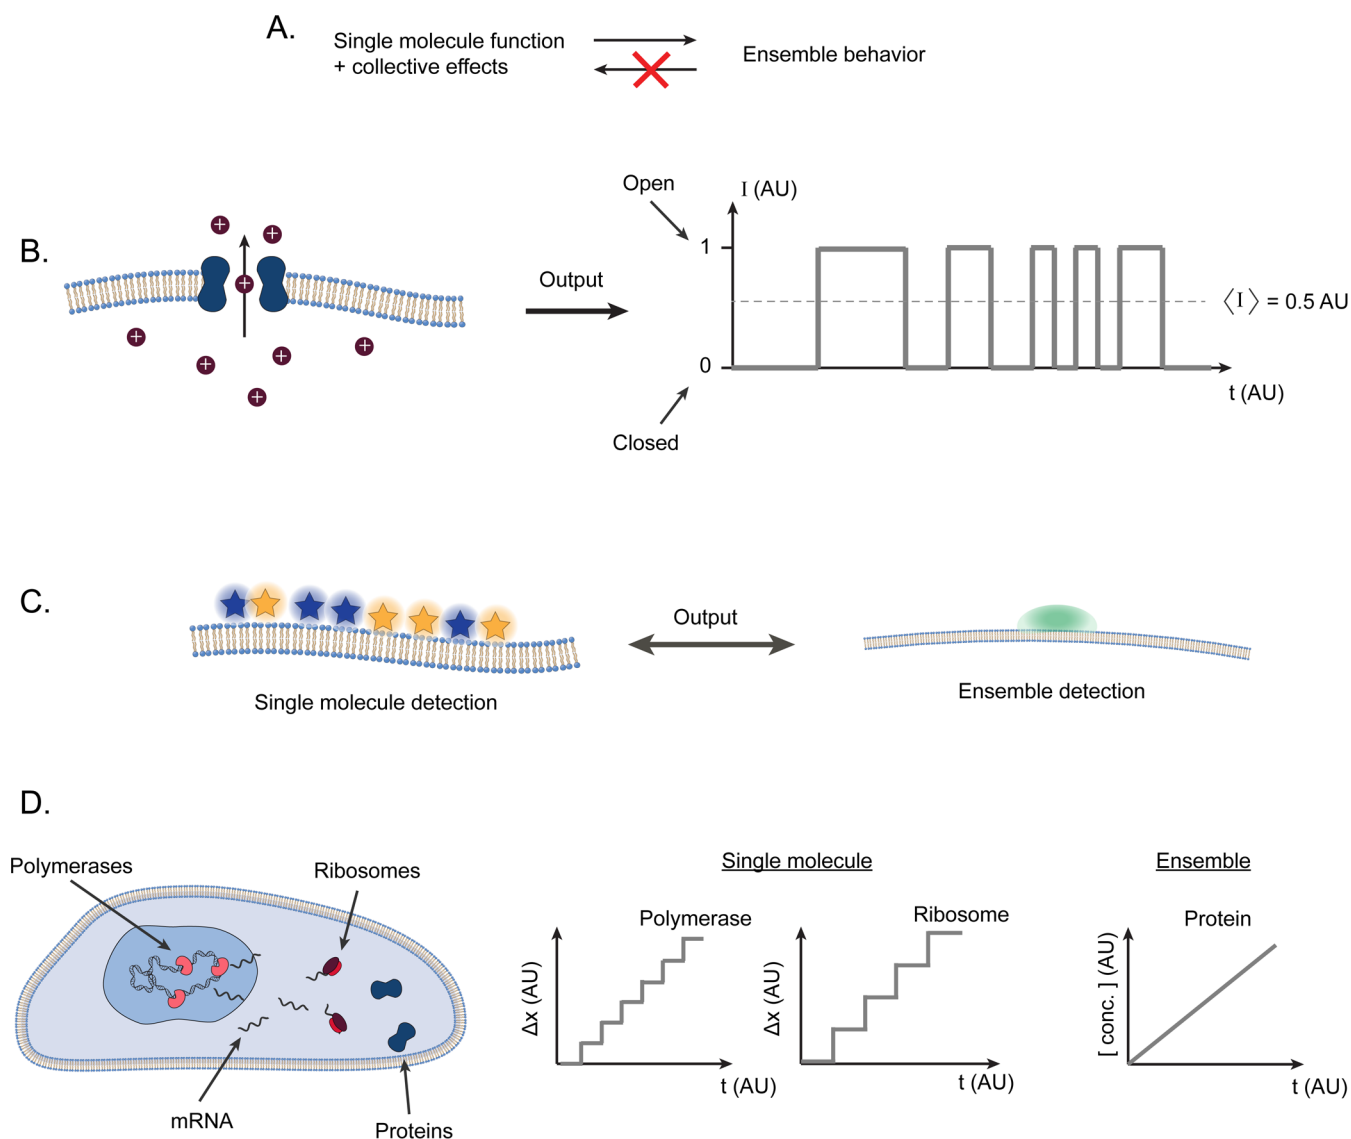 A.
Single molecule function
+ collective effects
Ensemble behavior
B.
+
+
+
+
+
+
+
+
Output
Open
I (AU)
1
0
⟨I⟩ = 0.5 AU
t (AU)
Closed
C.
Output
Single molecule detection
Ensemble detection
D.
Polymerases
Ribosomes
mRNA
Proteins
Single molecule
Ensemble
Polymerase
Δx (AU)
t (AU)
Ribosome
Δx (AU)
t (AU)
Protein
[ conc. ] (AU)
t (AU)